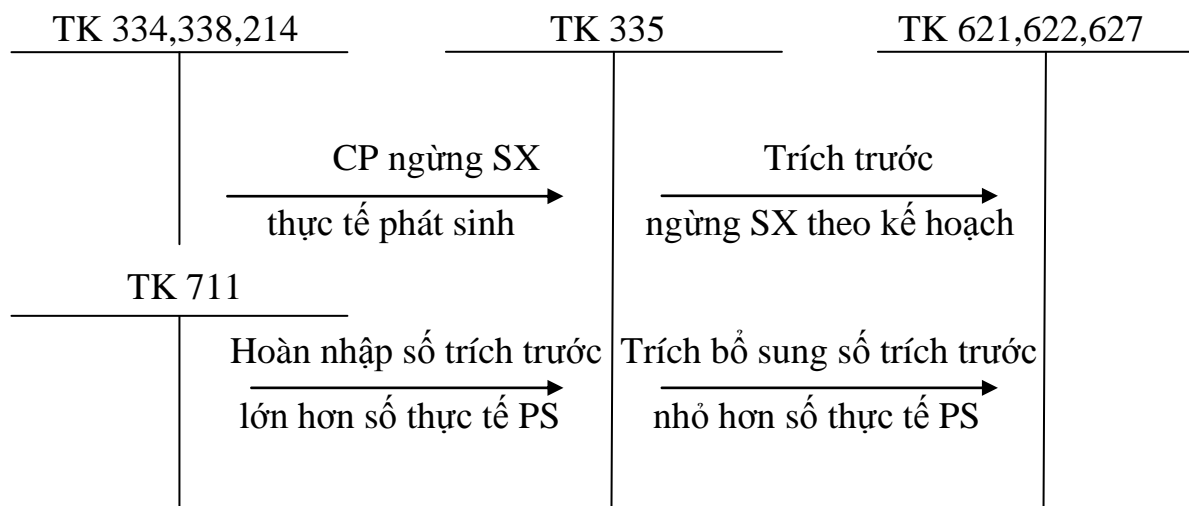 TK 334,338,214
TK 335
TK 621,622,627
CP ngừng SX
thực tế phát sinh
Trích trước
ngừng SX theo kế hoạch
TK 711
Hoàn nhập số trích trước
lớn hơn số thực tế PS
Trích bổ sung số trích trước
nhỏ hơn số thực tế PS